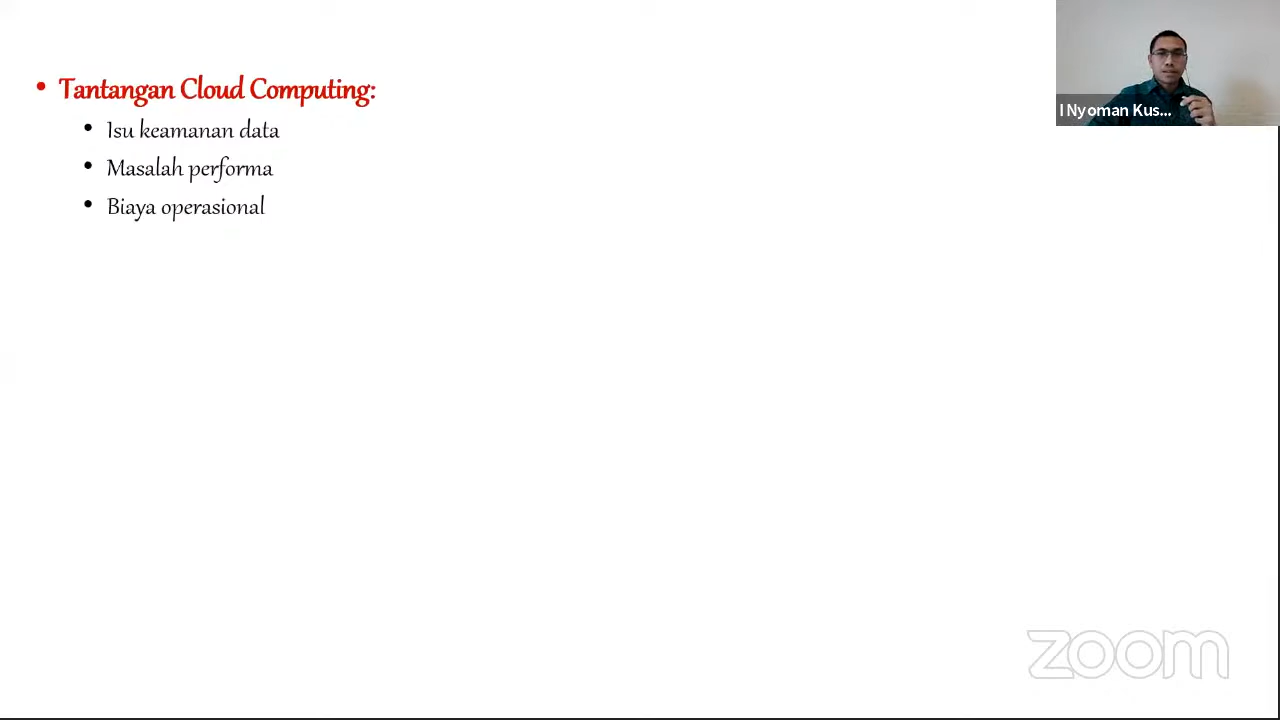 • Tantangan Cloud Computing:
• Isu keamanan data
• Masalah performa
• Biaya operasional
I Nyoman Kus...
zoom